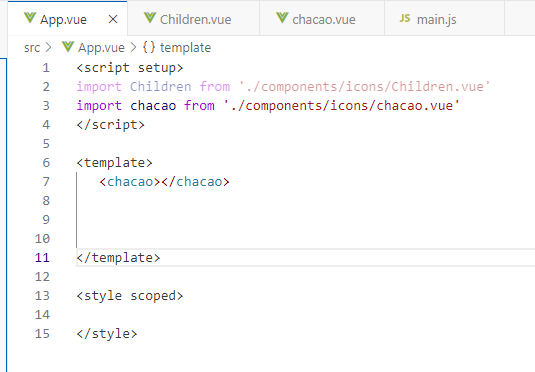 App.vue × Children.vue chacao.vue JS main.js
src > App.vue > {} template
1 <script setup>
2 import Children from './components/icons/Children.vue'
3 import chacao from './components/icons/chacao.vue'
4 </script>
5
6 <template>
7 <chacao></chacao>
8
9
10
11 </template>
12
13 <style scoped>
14
15 </style>